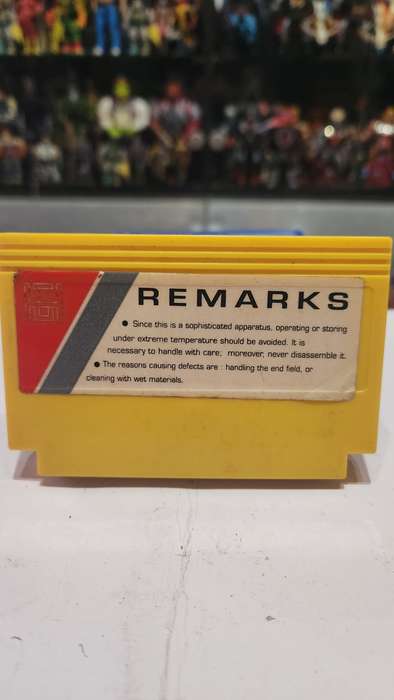 REMARKS
● Since this is a sophisticated apparatus, operating or storing
under extreme temperature should be avoided. It is
necessary to handle with care; moreover, never disassemble it.
● The reasons causing defects are : handling the end field, or
cleaning with wet materials.